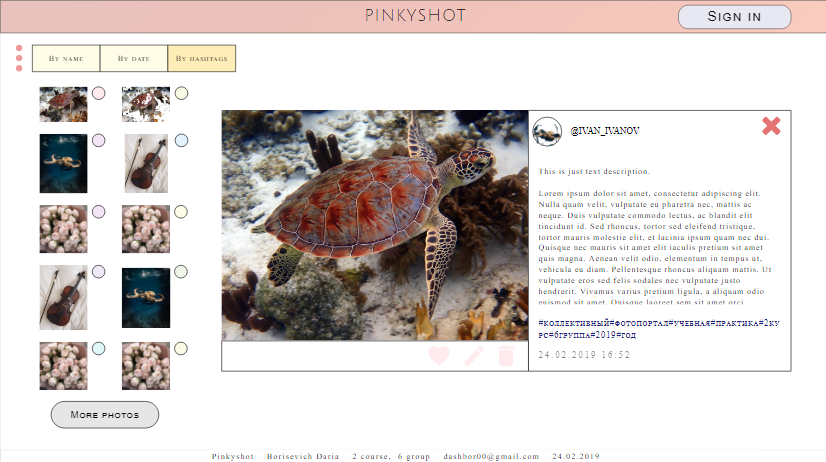 PINKYSHOT
Sign in
By name
By date
By hashtags
@IVAN_IVANOV
This is just text description.
Lorem ipsum dolor sit amet, consectetur adipiscing elit.
Nulla quam velit, vulputate eu pharetra nec, mattis ac
neque. Duis vulputate commodo lectus, ac blandit elit
tincidunt id. Sed rhoncus, tortor sed eleifend tristique,
tortor mauris molestie elit, et lacinia ipsum quam nec dui.
Quisque nec mauris sit amet elit iaculis pretium sit amet
quis magna. Aenean velit odio, elementum in tempus ut,
vehicula eu diam. Pellentesque rhoncus aliquam mattis. Ut
vulputate eros sed felis sodales nec vulputate justo
hendrerit. Vivamus varius pretium ligula, a aliquam odio
euismod sit amet. Quisque laoreet sem sit amet orci
#коллективный#фотопортал#учебная#практика#2ку
рс#6группа#2019#год
24.02.2019 16:52
More photos
Pinkyshot Borisevich Daria 2 course, 6 group dashbor00@gmail.com 24.02.2019